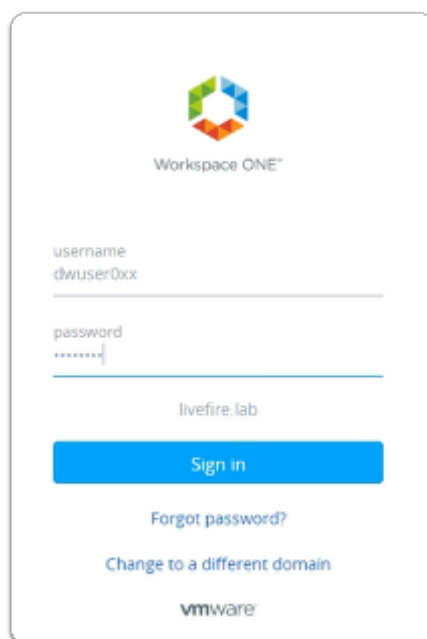 Workspace ONE™
username
dwuser0xx
password
••••••••
livefire.lab
Sign in
Forgot password?
Change to a different domain
vmware